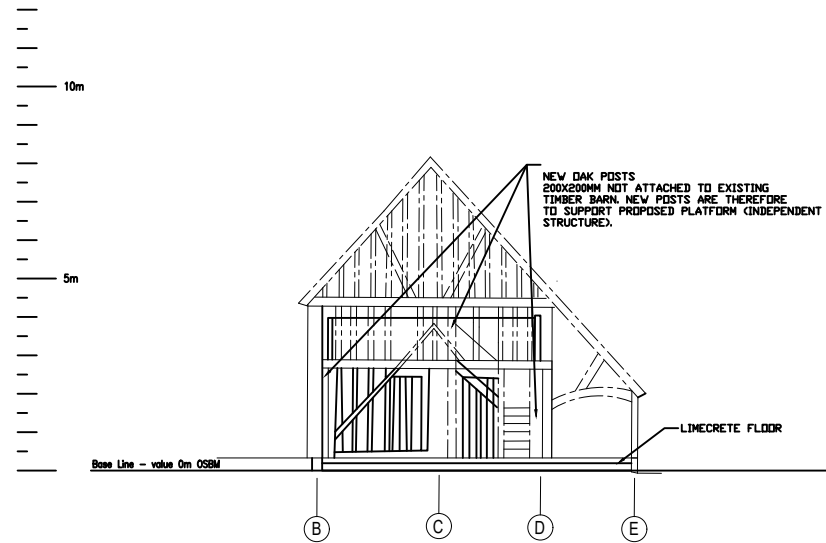 10m
NEW OAK POSTS
200X200MM NOT ATTACHED TO EXISTING
TIMBER BARN. NEW POSTS ARE THEREFORE
TO SUPPORT PROPOSED PLATFORM (INDEPENDENT
STRUCTURE).
5m
LIMECRETE FLOOR
Base Line - value 0m OSBM
B
C
D
E